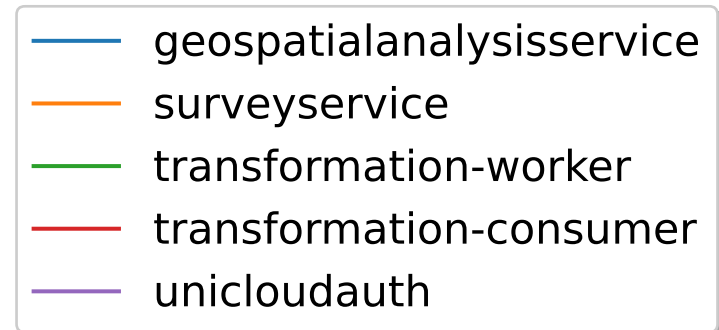 geospatialanalysisservice
surveyservice
transformation-worker
transformation-consumer
unicloudauth